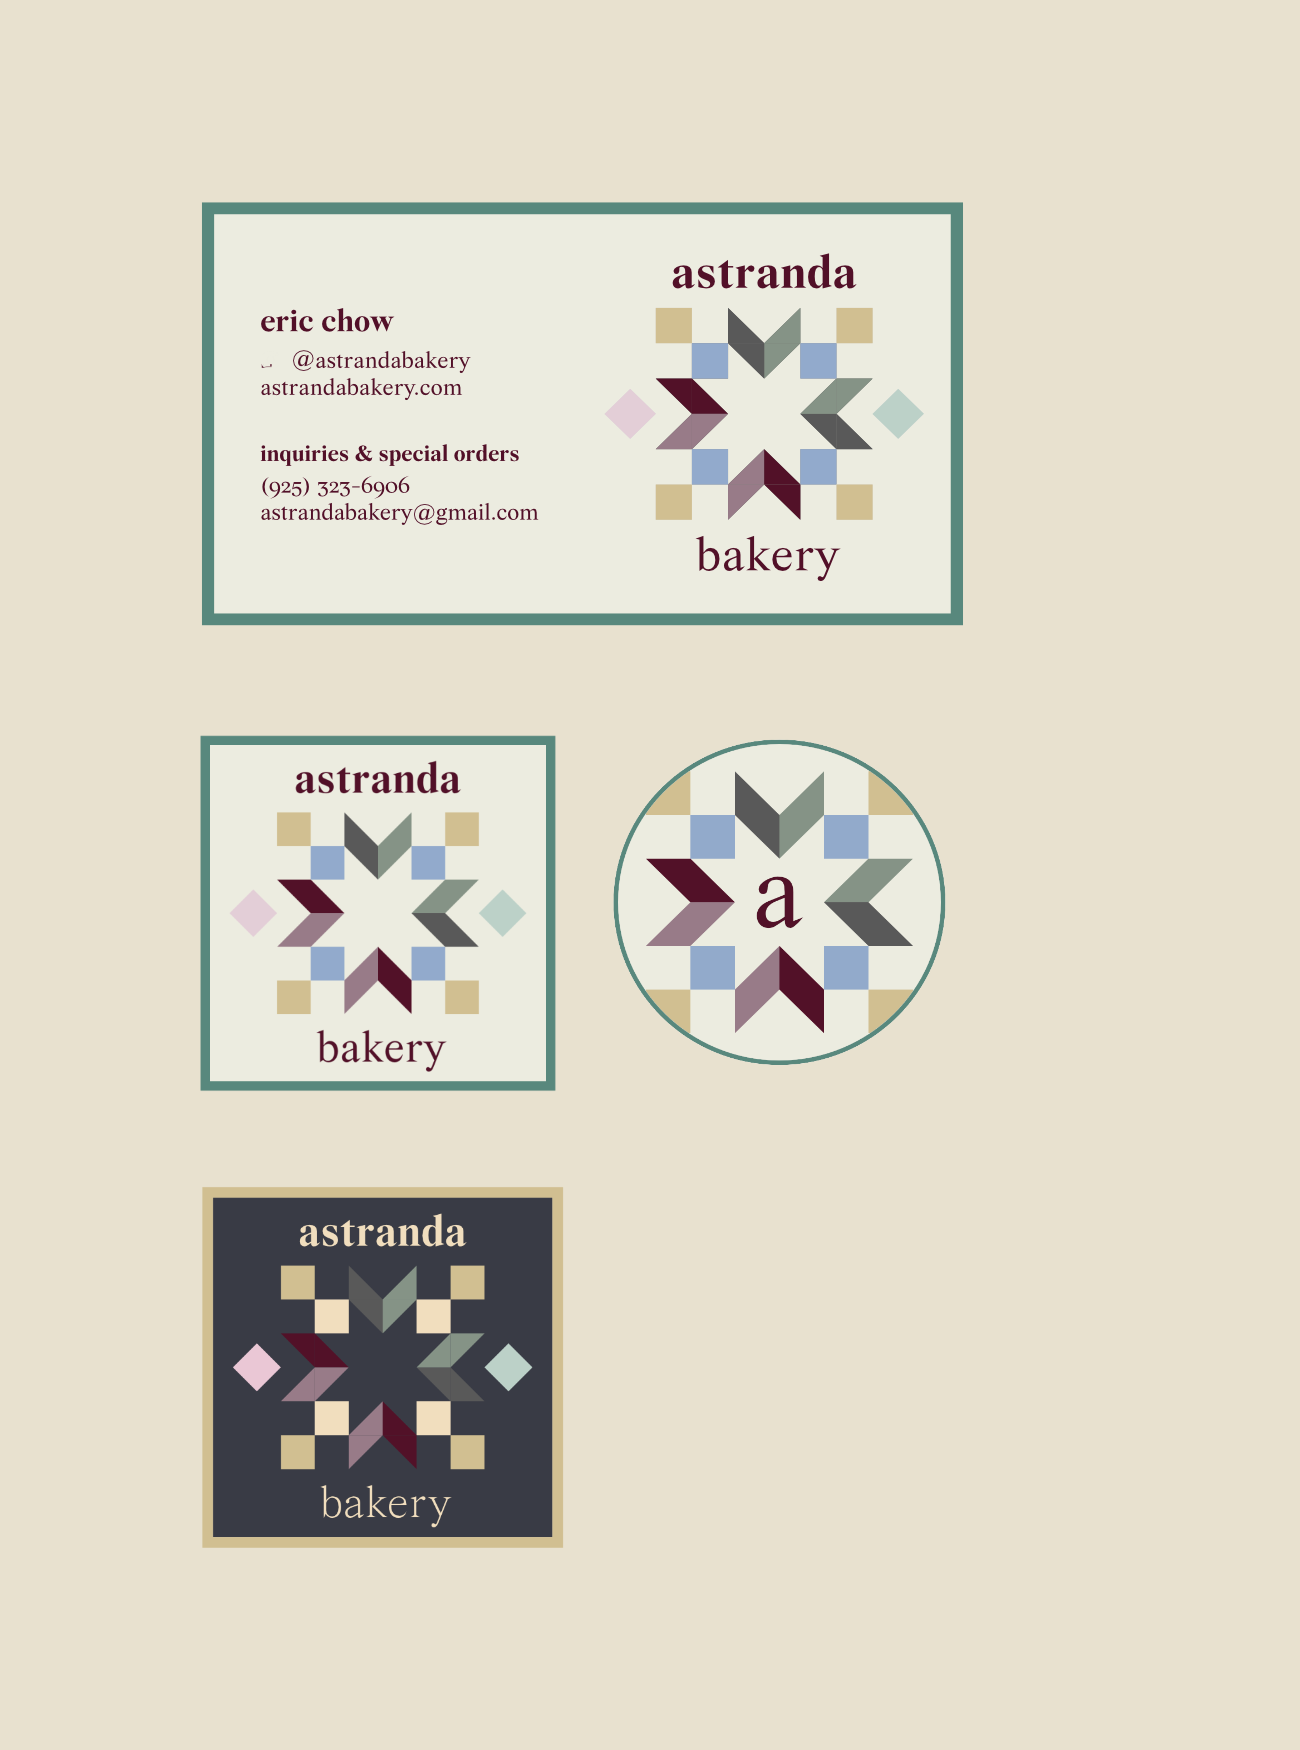 astranda
eric chow
@astrandabakery
astrandabakery.com
inquiries & special orders
(925) 323-6906
astrandabakery@gmail.com
bakery
astranda
bakery
a
astranda
bakery